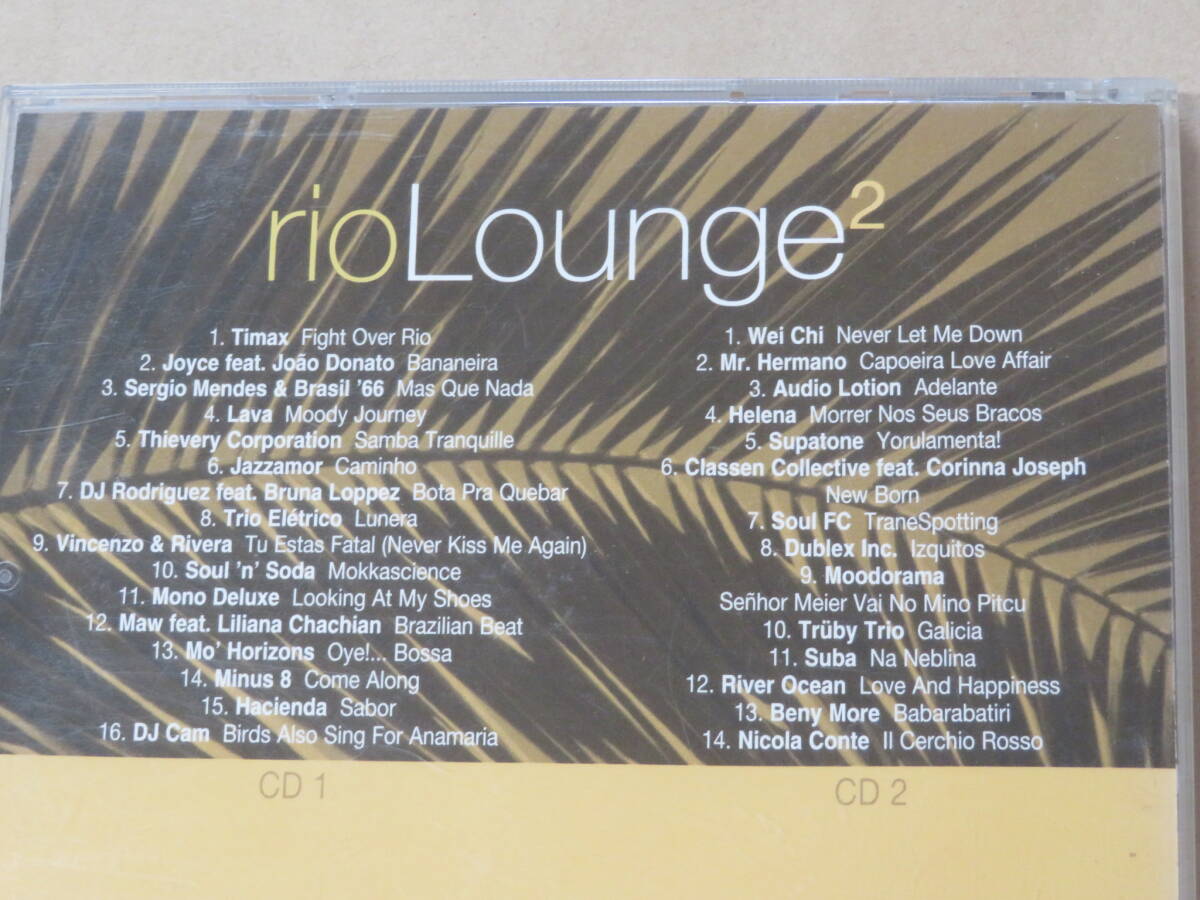 rioLounge²
1. Timax Fight Over Rio
2. Joyce feat. João Donato Bananeira
3. Sergio Mendes & Brasil '66 Mas Que Nada
4. Lava Moody Journey
5. Thievery Corporation Samba Tranquille
6. Jazzamor Caminho
7. DJ Rodriguez feat. Bruna Loppez Bota Pra Quebar
8. Trio Elétrico Lunera
9. Vincenzo & Rivera Tu Estas Fatal (Never Kiss Me Again)
10. Soul 'n' Soda Mokkascience
11. Mono Deluxe Looking At My Shoes
12. Maw feat. Liliana Chachian Brazilian Beat
13. Mo' Horizons Oye!... Bossa
14. Minus 8 Come Along
15. Hacienda Sabor
16. DJ Cam Birds Also Sing For Anamaria
CD 1
1. Wei Chi Never Let Me Down
2. Mr. Hermano Capoeira Love Affair
3. Audio Lotion Adelante
4. Helena Morrer Nos Seus Bracos
5. Supatone Yorulamenta!
6. Classen Collective feat. Corinna Joseph
New Born
7. Soul FC TraneSpotting
8. Dublex Inc. Izquitos
9. Moodorama
Señhor Meier Vai No Mino Pitcu
10. Trüby Trio Galicia
11. Suba Na Neblina
12. River Ocean Love And Happiness
13. Beny More Babarabatiri
14. Nicola Conte Il Cerchio Rosso
CD 2